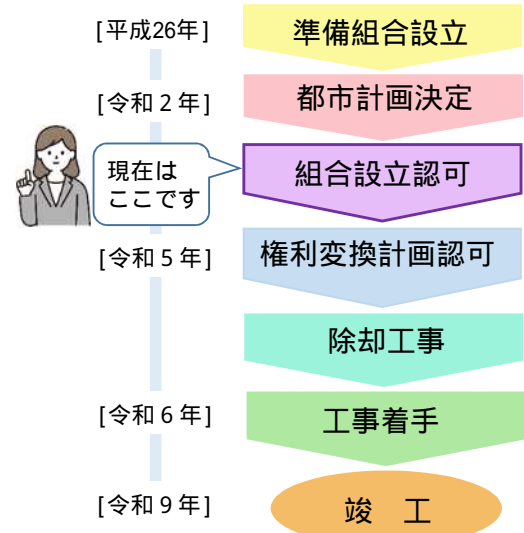 [平成26年]
準備組合設立
[令和２年]
都市計画決定
現在は
ここです
組合設立認可
[令和５年]
権利変換計画認可
除却工事
[令和６年]
工事着手
[令和９年]
竣　工